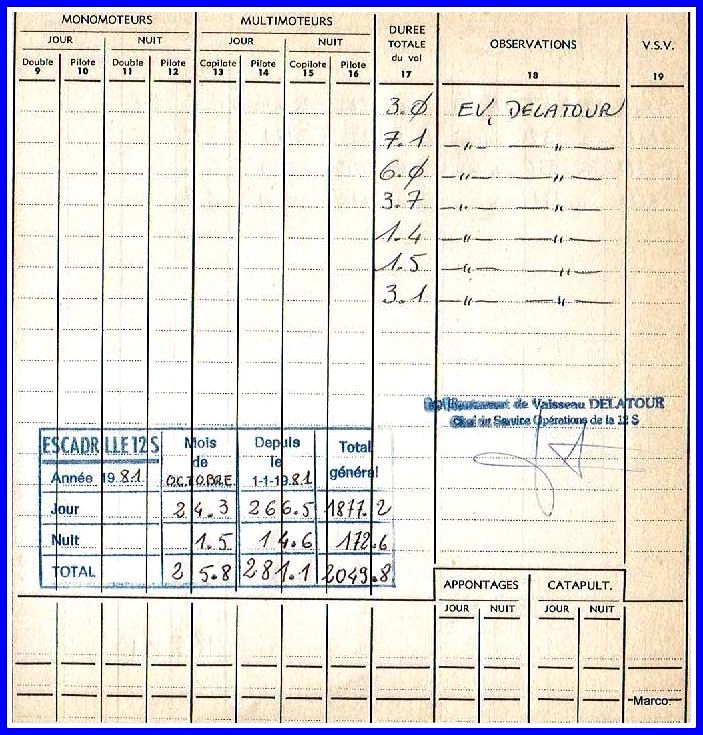 MONOMOTEURS MULTIMOTEURS DUREE TOTALE du vol OBSERVATIONS V.S.V.
JOUR NUIT JOUR NUIT
Double Pilote Double Pilote Copilote Pilote Copilote Pilote
9 10 11 12 13 14 15 16 17 18 19
3.0 EV. DELATOUR
7.1 —"— —"—
6.0 —"— —"—
3.7 —"— —"—
1.4 —"— —"—
1.5 —"— —"—
3.1 —"— —"—
de Vaisseau DELATOUR
Service Opérations de la 12 S
ESCADRILLE 12 S Mois de Depuis le Total général
Année 1981 OCTOBRE 1-1-1981
Jour 24.3 266.5 1877.2
Nuit 1.5 14.6 172.6
TOTAL 25.8 281.1 2049.8
APPONTAGES CATAPULT.
JOUR NUIT JOUR NUIT
Marco